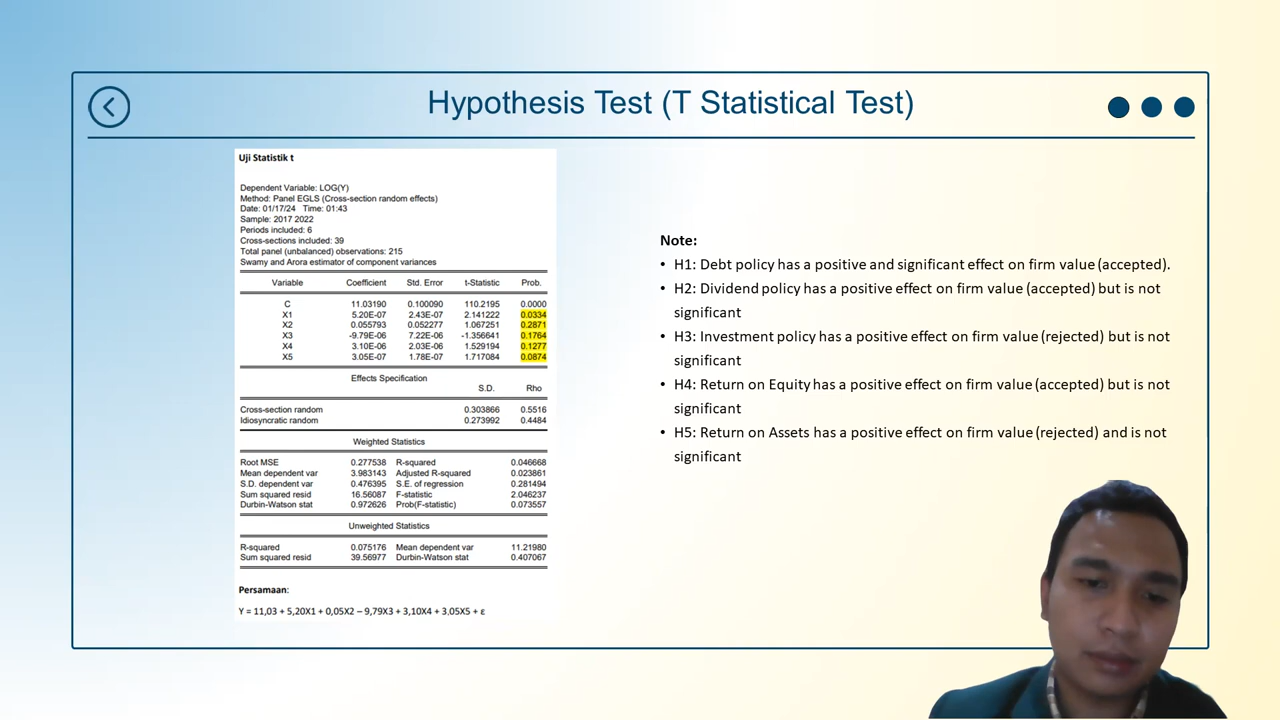 Hypothesis Test (T Statistical Test)
Uji Statistik t
Dependent Variable: LOG(Y)
Method: Panel EGLS (Cross-section random effects)
Date: 01/17/24 Time: 01:43
Sample: 2017 2022
Periods included: 6
Cross-sections included: 39
Total panel (unbalanced) observations: 215
Swamy and Arora estimator of component variances
Variable Coefficient Std. Error t-Statistic Prob.
C 11.03190 0.100090 110.2195 0.0000
X1 5.20E-07 2.43E-07 2.141222 0.0334
X2 0.055793 0.052277 1.067251 0.2871
X3 -9.79E-06 7.22E-06 -1.356641 0.1764
X4 3.10E-06 2.03E-06 1.529194 0.1277
X5 3.05E-07 1.78E-07 1.717084 0.0874
Effects Specification
S.D. Rho
Cross-section random 0.303866 0.5516
Idiosyncratic random 0.273992 0.4484
Weighted Statistics
Root MSE 0.277538 R-squared 0.046668
Mean dependent var 3.983143 Adjusted R-squared 0.023861
S.D. dependent var 0.476395 S.E. of regression 0.281494
Sum squared resid 16.56087 F-statistic 2.046237
Durbin-Watson stat 0.972626 Prob(F-statistic) 0.073557
Unweighted Statistics
R-squared 0.075176 Mean dependent var 11.21980
Sum squared resid 39.56977 Durbin-Watson stat 0.407067
Persamaan:
Y = 11,03 + 5,20X1 + 0,05X2 – 9,79X3 + 3,10X4 + 3,05X5 + ε
Note:
• H1: Debt policy has a positive and significant effect on firm value (accepted).
• H2: Dividend policy has a positive effect on firm value (accepted) but is not
significant
• H3: Investment policy has a positive effect on firm value (rejected) but is not
significant
• H4: Return on Equity has a positive effect on firm value (accepted) but is not
significant
• H5: Return on Assets has a positive effect on firm value (rejected) and is not
significant